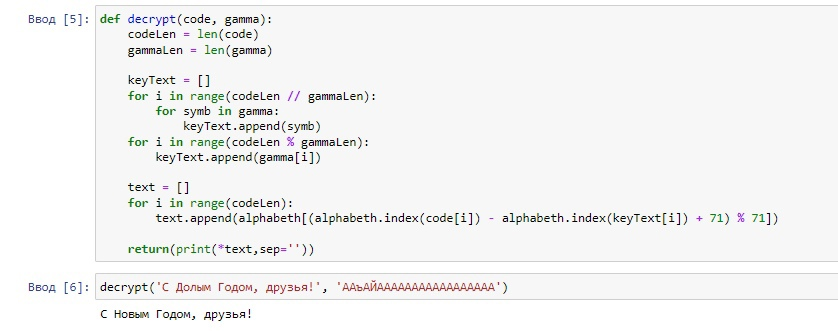 Ввод [5]: def decrypt(code, gamma):
    codeLen = len(code)
    gammaLen = len(gamma)
    keyText = []
    for i in range(codeLen // gammaLen):
        for symb in gamma:
            keyText.append(symb)
    for i in range(codeLen % gammaLen):
        keyText.append(gamma[i])
    text = []
    for i in range(codeLen):
        text.append(alphabeth[(alphabeth.index(code[i]) - alphabeth.index(keyText[i]) + 71) % 71])
    return(print(*text,sep=''))
Ввод [6]: decrypt('С Долым Годом, друзья!', 'ААъАЙААААААААААААААААА')
С Новым Годом, друзья!